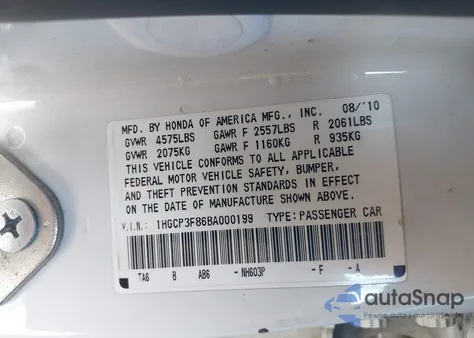 MFD. BY HONDA OF AMERICA MFG., INC. 08/'10
GVWR 4575LBS GAWR F 2557LBS R 2061LBS
GVWR 2075KG GAWR F 1160KG R 935KG
THIS VEHICLE CONFORMS TO ALL APPLICABLE
FEDERAL MOTOR VEHICLE SAFETY, BUMPER,
AND THEFT PREVENTION STANDARDS IN EFFECT
ON THE DATE OF MANUFACTURE SHOWN ABOVE.
V.I.N.: 1HGCP3F86BA000199 TYPE: PASSENGER CAR
TA6 B AB6 - NH603P - F - A
autoSnap